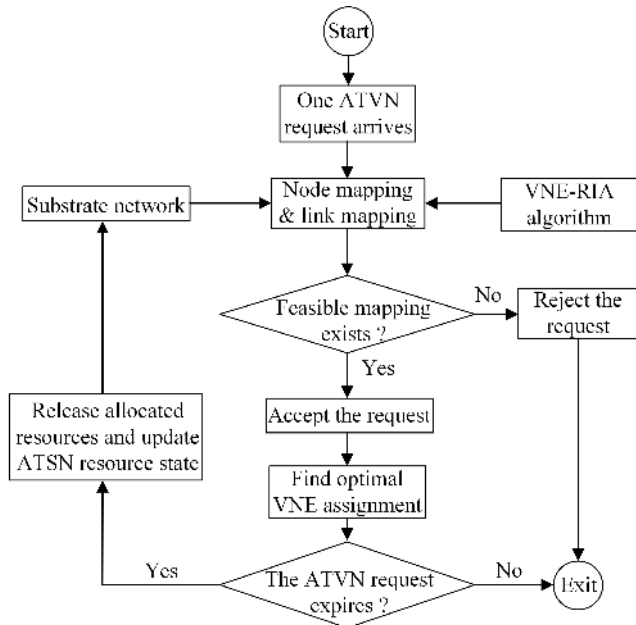 Start
One ATVN
request arrives
Substrate network
Node mapping
& link mapping
VNE-RIA
algorithm
Feasible mapping
exists ?
No
Reject the
request
Yes
Accept the request
Release allocated
resources and update
ATSN resource state
Find optimal
VNE assignment
Yes
The ATVN request
expires ?
No
Exit